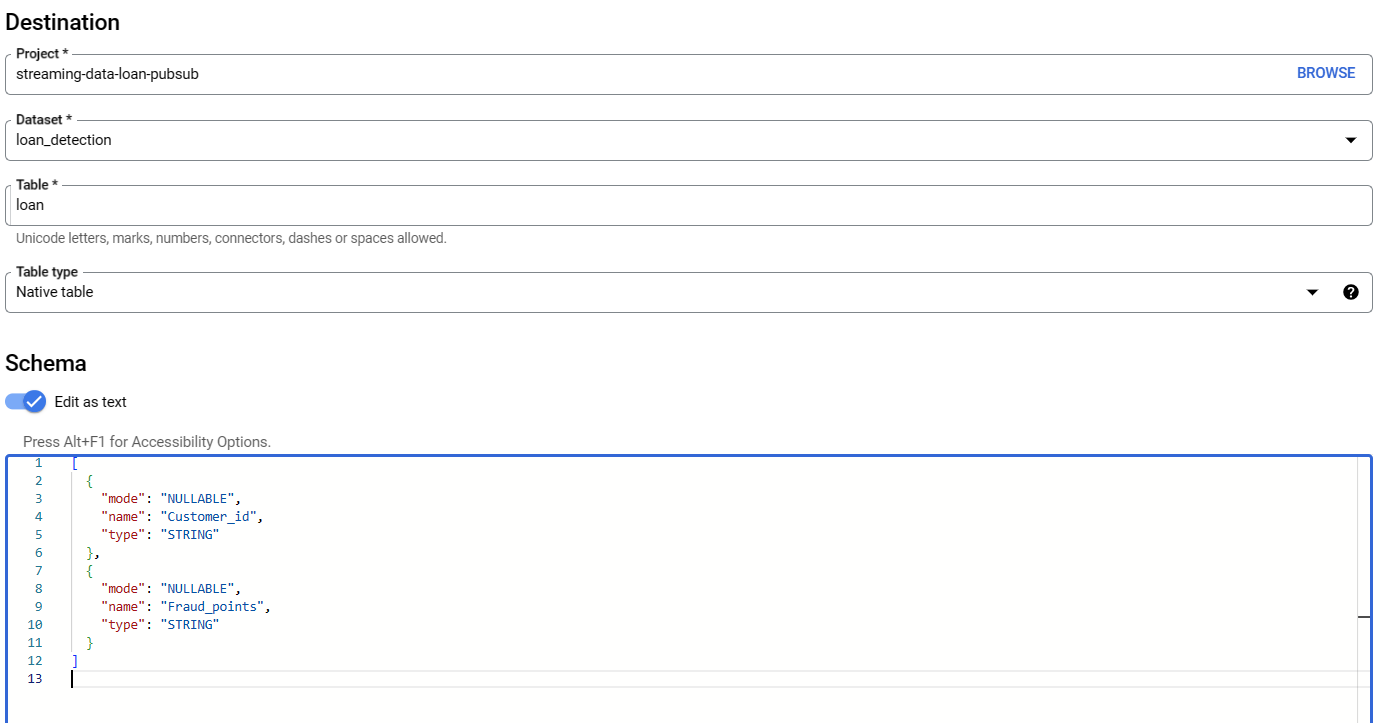 Destination
Project *
streaming-data-loan-pubsub
BROWSE
Dataset *
loan_detection
Table *
loan
Unicode letters, marks, numbers, connectors, dashes or spaces allowed.
Table type
Native table
?
Schema
Edit as text
Press Alt+F1 for Accessibility Options.
1 [
2   {
3     "mode": "NULLABLE",
4     "name": "Customer_id",
5     "type": "STRING"
6   },
7   {
8     "mode": "NULLABLE",
9     "name": "Fraud_points",
10     "type": "STRING"
11   }
12 ]
13